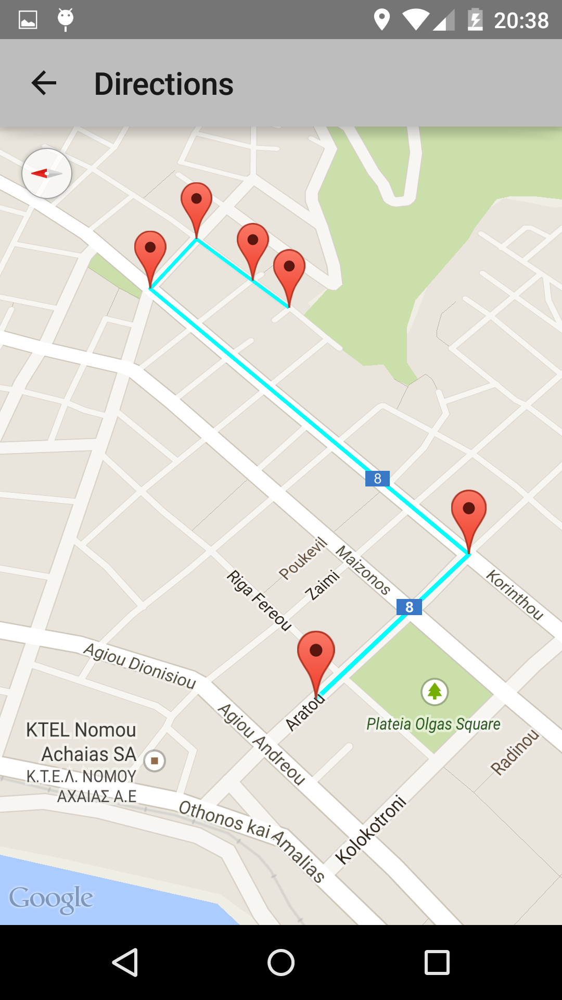 20:38
Directions
8
Poukevil
Maizonos
Zaimi
Riga Fereou
Korinthou
8
Agiou Dionisiou
Aratou
Agiou Andreou
Plateia Olgas Square
KTEL Nomou
Achaias SA
Κ.Τ.Ε.Λ. ΝΟΜΟΥ
ΑΧΑΙΑΣ Α.Ε
Radinou
Othonos kai Amalias
Kolokotroni
Google